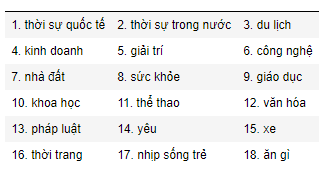 1. thời sự quốc tế 2. thời sự trong nước 3. du lịch
4. kinh doanh 5. giải trí 6. công nghệ
7. nhà đất 8. sức khỏe 9. giáo dục
10. khoa học 11. thể thao 12. văn hóa
13. pháp luật 14. yêu 15. xe
16. thời trang 17. nhịp sống trẻ 18. ăn gì